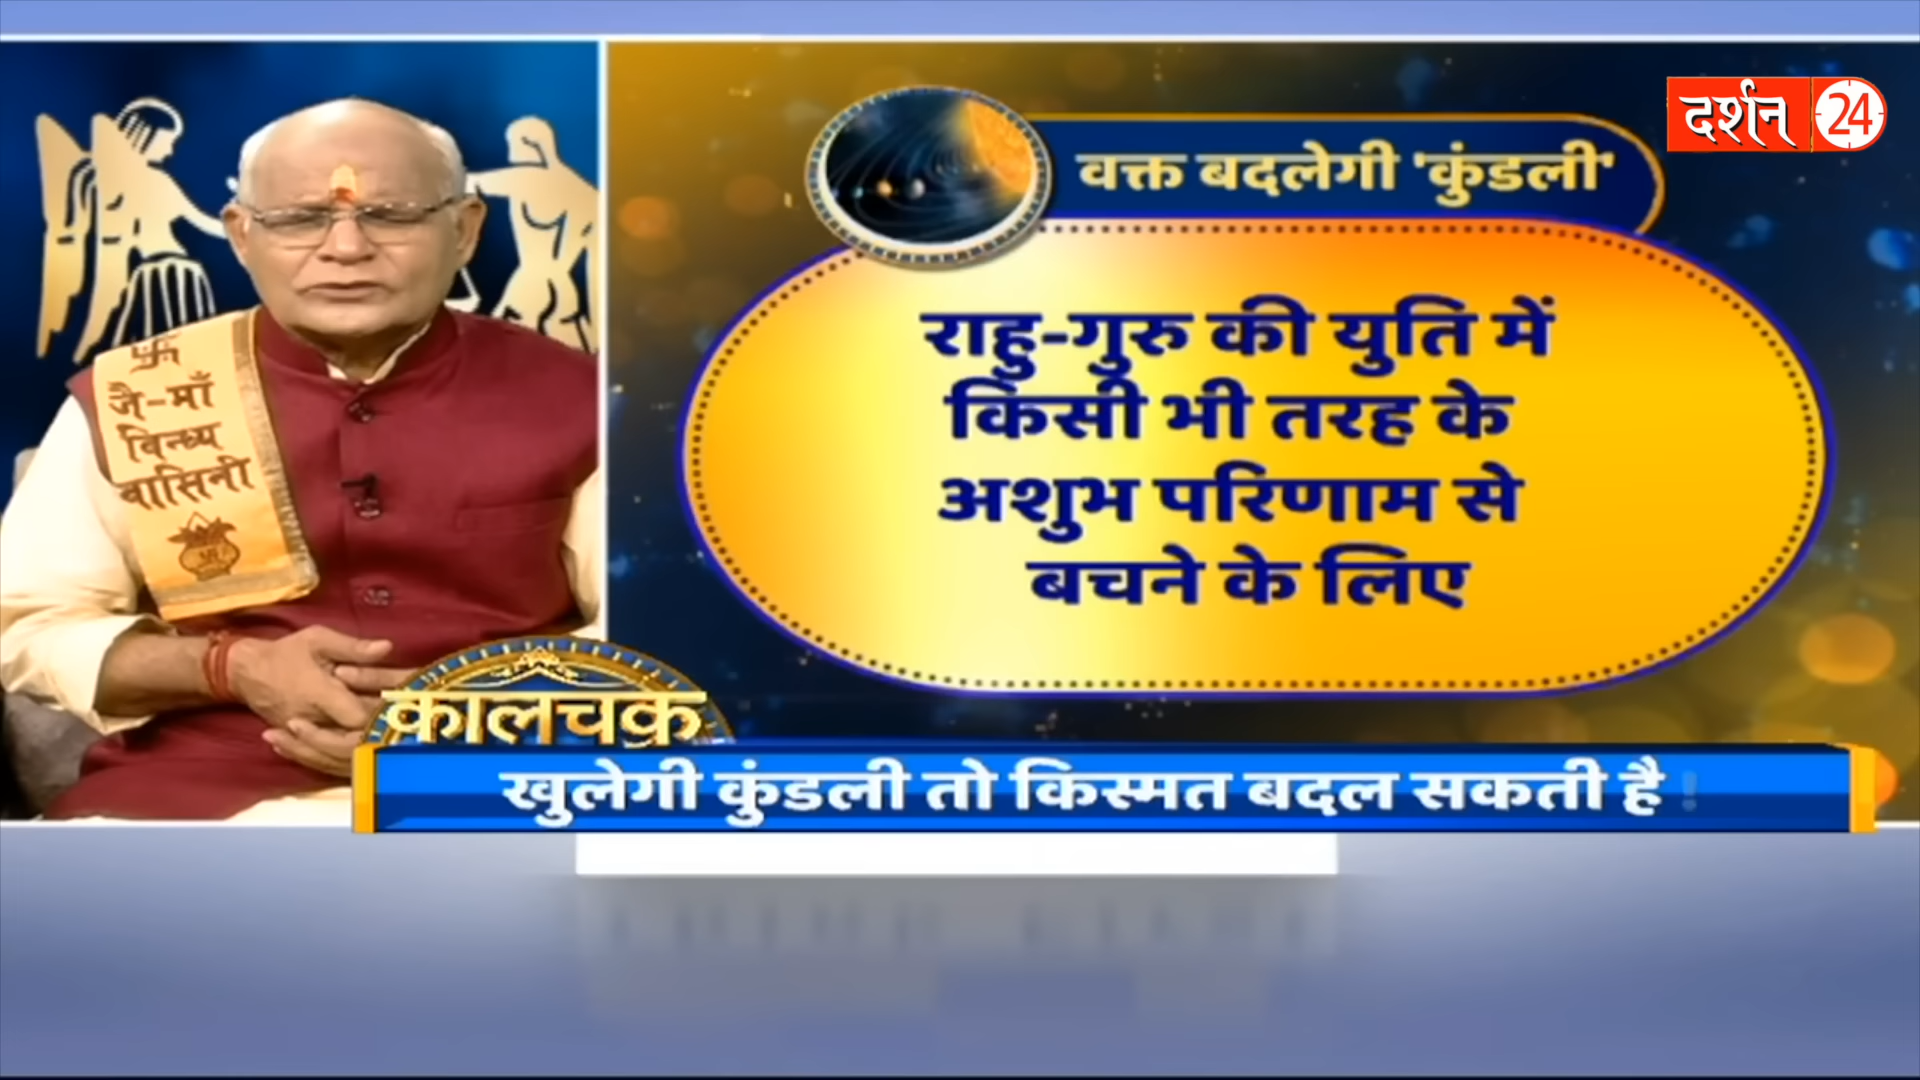 दर्शन 24
वक्त बदलेगी 'कुंडली'
राहु-गुरु की युति में
किसी भी तरह के
अशुभ परिणाम से
बचने के लिए
जै-माँ
विन्ध्य
वासिनी
कालचक्र
खुलेगी कुंडली तो किस्मत बदल सकती है !